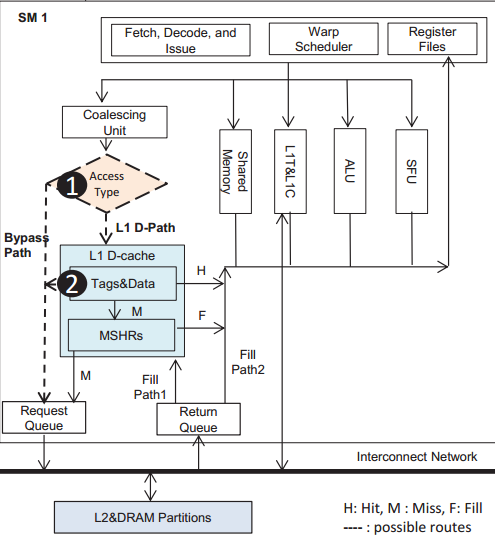 SM 1
Fetch, Decode, and
Issue
Warp
Scheduler
Register
Files
Coalescing
Unit
1
Access
Type
Shared
Memory
L1T&L1C
ALU
SFU
Bypass
Path
L1 D-Path
L1 D-cache
2
Tags&Data
H
M
MSHRs
F
M
Fill
Path1
Fill
Path2
Request
Queue
Return
Queue
Interconnect Network
L2&DRAM Partitions
H: Hit, M : Miss, F: Fill
---- : possible routes